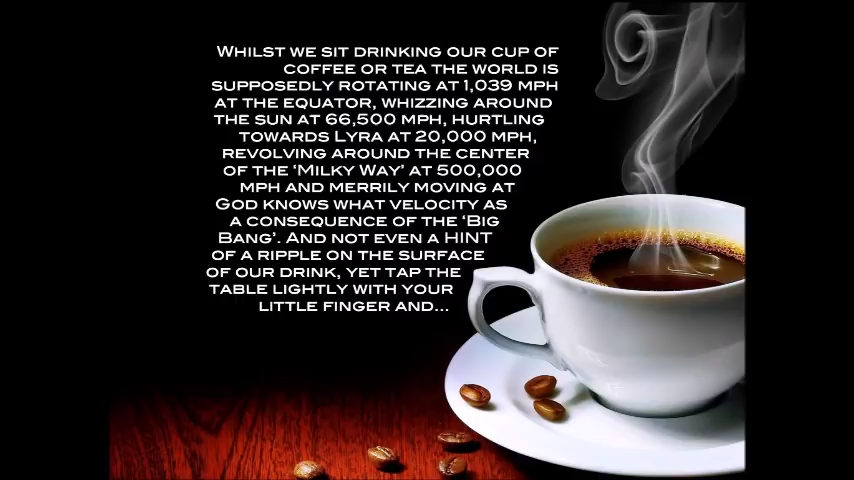 Whilst we sit drinking our cup of
coffee or tea the world is
supposedly rotating at 1,039 mph
at the equator, whizzing around
the sun at 66,500 mph, hurtling
towards Lyra at 20,000 mph,
revolving around the center
of the ‘Milky Way’ at 500,000
mph and merrily moving at
God knows what velocity as
a consequence of the ‘Big
Bang’. And not even a hint
of a ripple on the surface
of our drink, yet tap the
table lightly with your
little finger and...